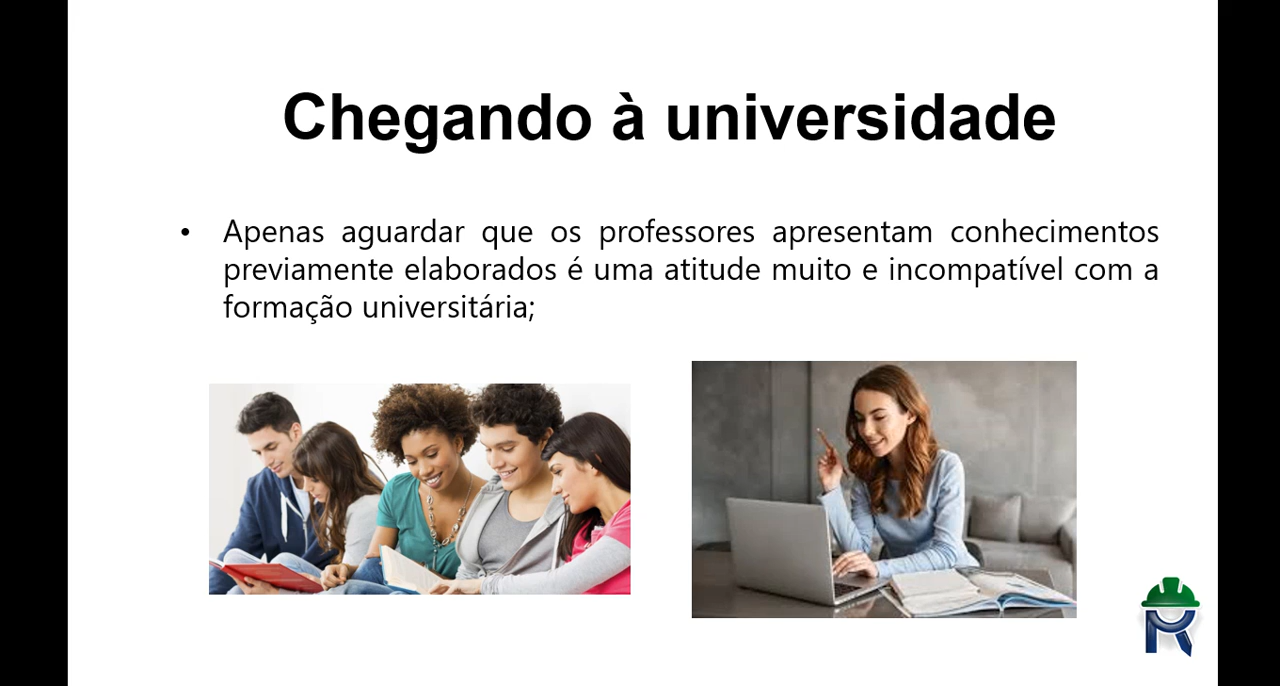 Chegando à universidade
• Apenas aguardar que os professores apresentam conhecimentos
previamente elaborados é uma atitude muito e incompatível com a
formação universitária;